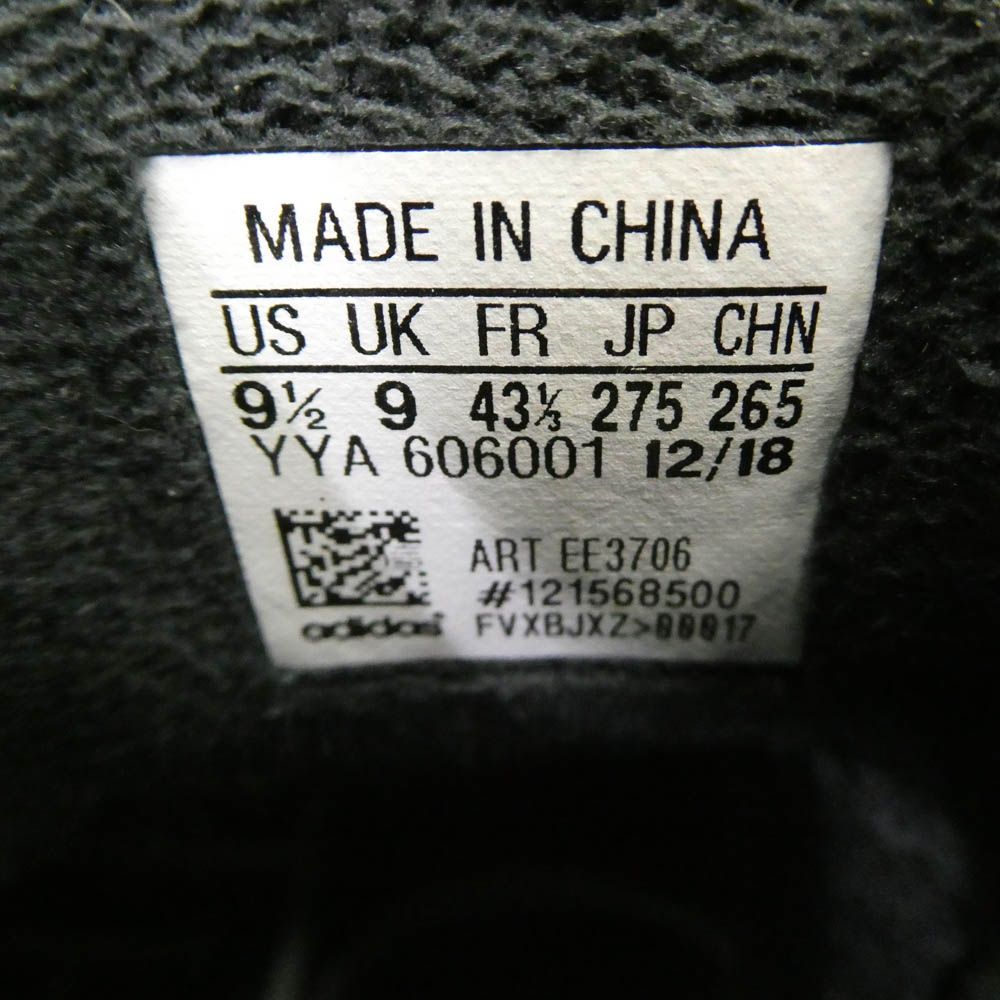 MADE IN CHINA
US UK FR JP CHN
9½ 9 43⅓ 275 265
YYA 606001 12/18
ART EE3706
#121568500
adidas FVXBJXZ>00017